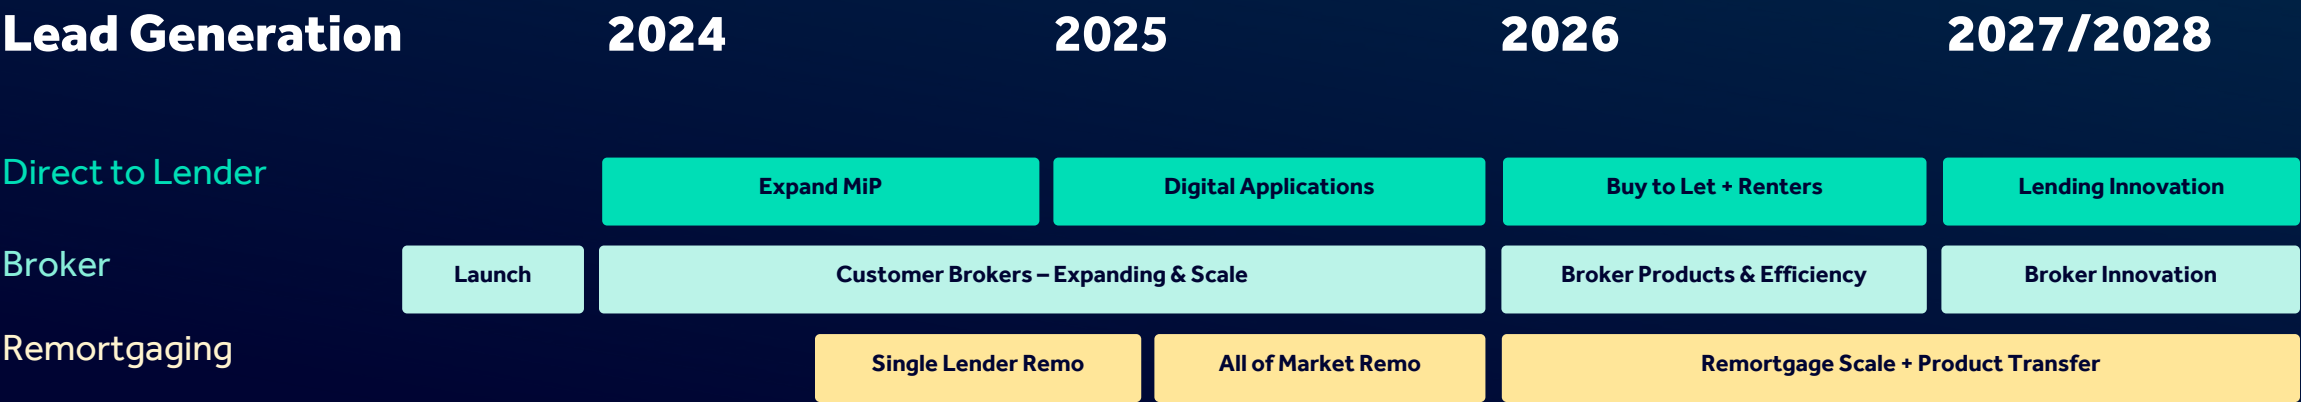 Lead Generation 2024 2025 2026 2027/2028
Direct to Lender Expand MiP Digital Applications Buy to Let + Renters Lending Innovation
Broker Launch Customer Brokers – Expanding & Scale Broker Products & Efficiency Broker Innovation
Remortgaging Single Lender Remo All of Market Remo Remortgage Scale + Product Transfer